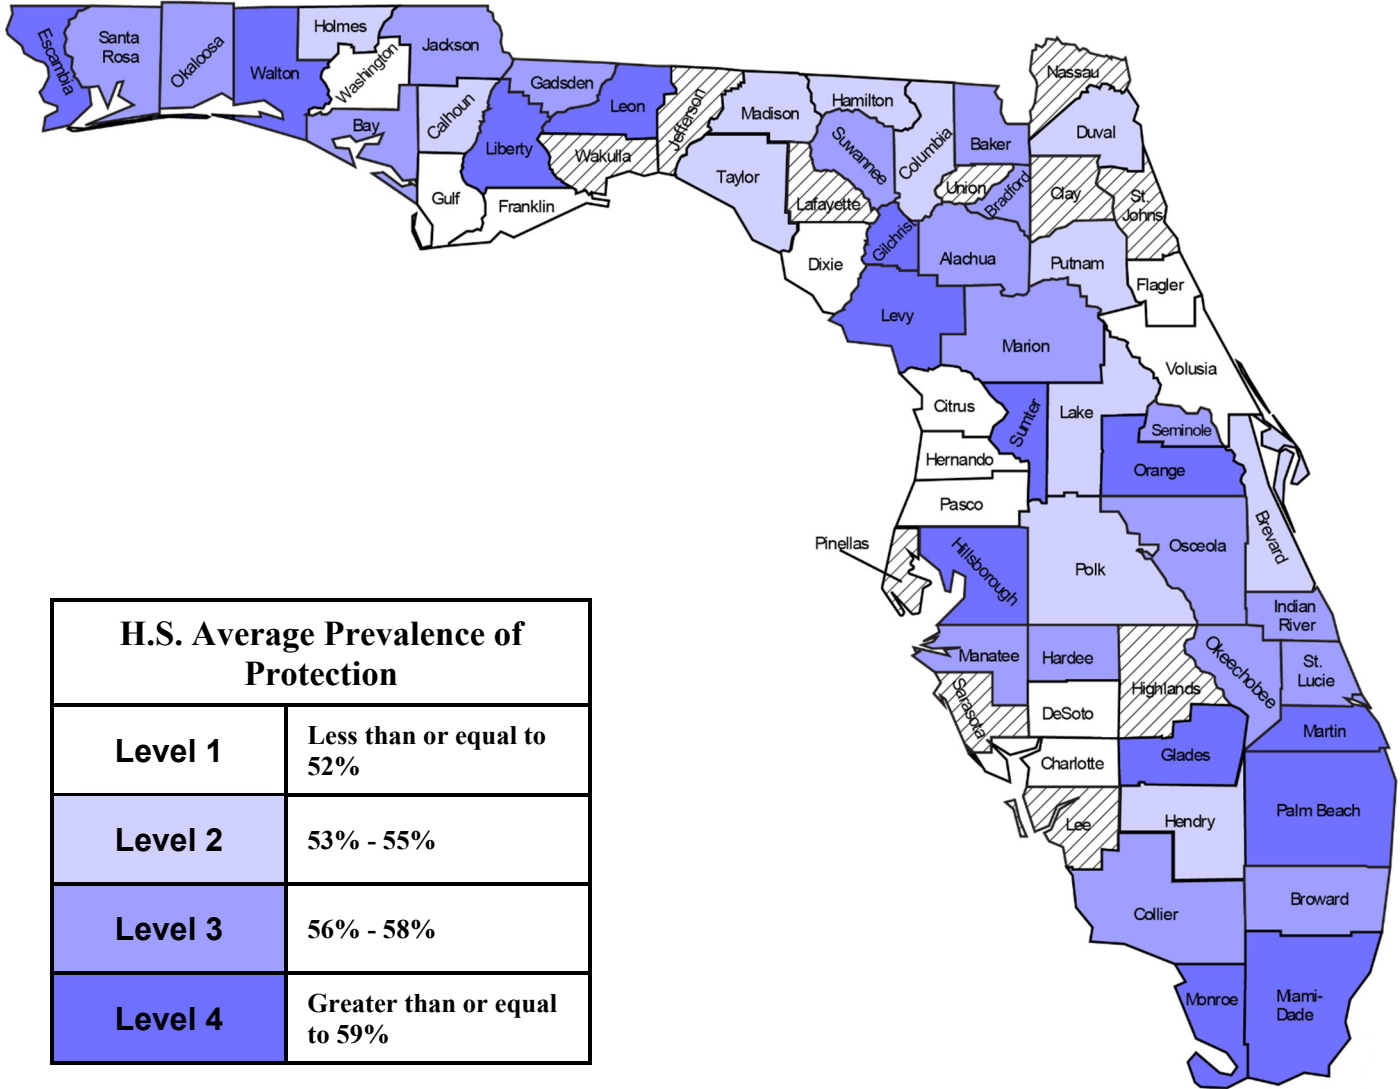 Escambia
Santa
Rosa
Okaloosa
Walton
Holmes
Washington
Jackson
Bay
Calhoun
Gulf
Liberty
Gadsden
Franklin
Leon
Wakulla
Jefferson
Madison
Taylor
Hamilton
Suwannee
Lafayette
Dixie
Columbia
Gilchrist
Levy
Baker
Union
Bradford
Alachua
Marion
Nassau
Duval
Clay
St.
Johns
Putnam
Flagler
Volusia
Citrus
Sumter
Lake
Hernando
Pasco
Seminole
Orange
Pinellas
Hillsborough
Polk
Osceola
Brevard
Indian
River
Manatee
Hardee
Highlands
Okeechobee
St.
Lucie
Sarasota
DeSoto
Martin
Charlotte
Glades
Lee
Hendry
Palm Beach
Collier
Broward
Monroe
Miami-
Dade
H.S. Average Prevalence of
Protection
Level 1
Less than or equal to
52%
Level 2
53% - 55%
Level 3
56% - 58%
Level 4
Greater than or equal
to 59%